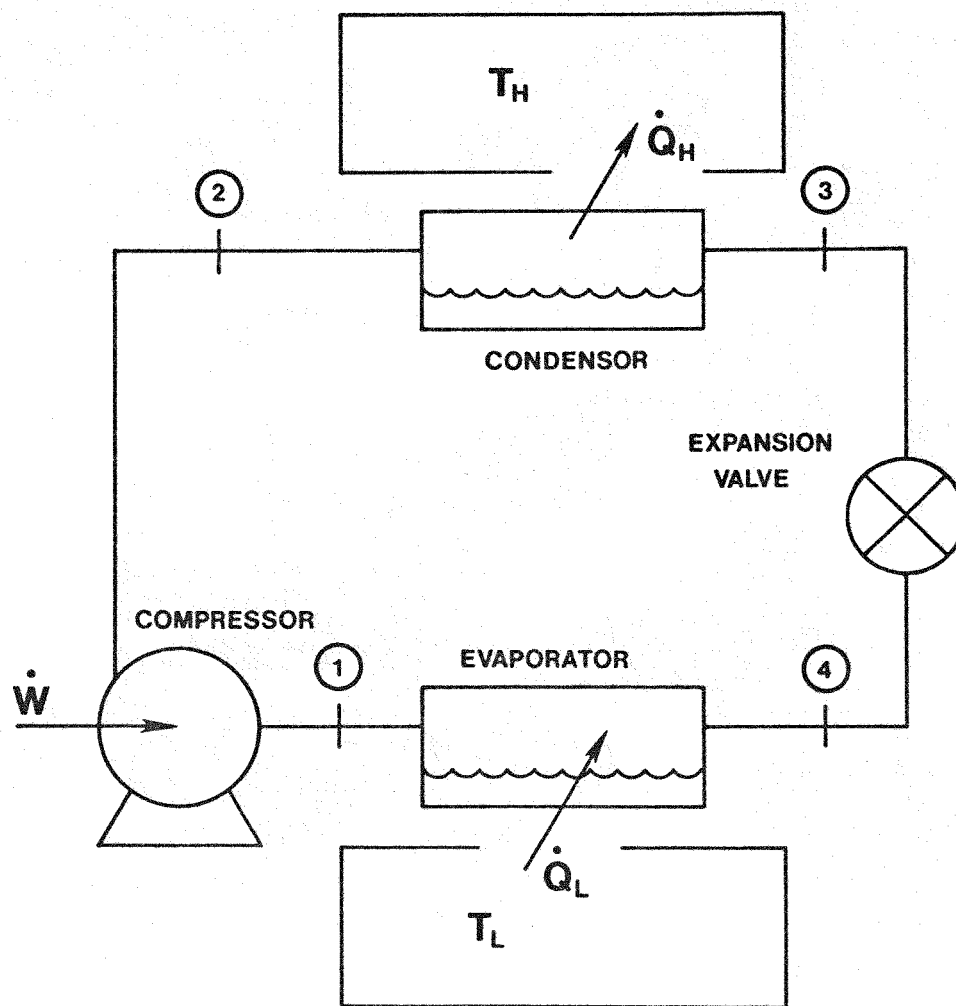 T_H
Q̇_H
2
3
CONDENSOR
EXPANSION
VALVE
COMPRESSOR
1
EVAPORATOR
4
Ẇ
Q̇_L
T_L